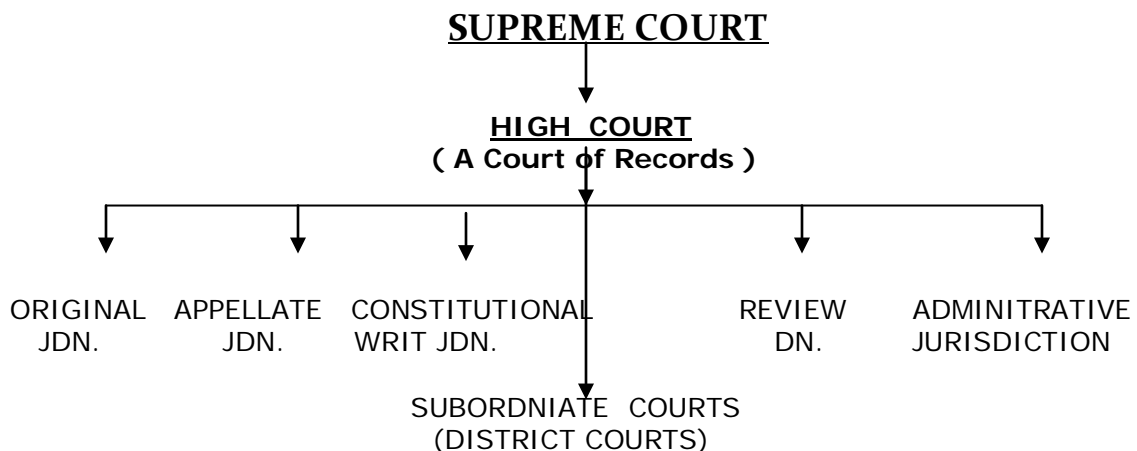 SUPREME COURT
HIGH COURT
( A Court of Records )
ORIGINAL JDN.
APPELLATE JDN.
CONSTITUTIONAL WRIT JDN.
REVIEW DN.
ADMINITRATIVE JURISDICTION
SUBORDNIATE COURTS
(DISTRICT COURTS)